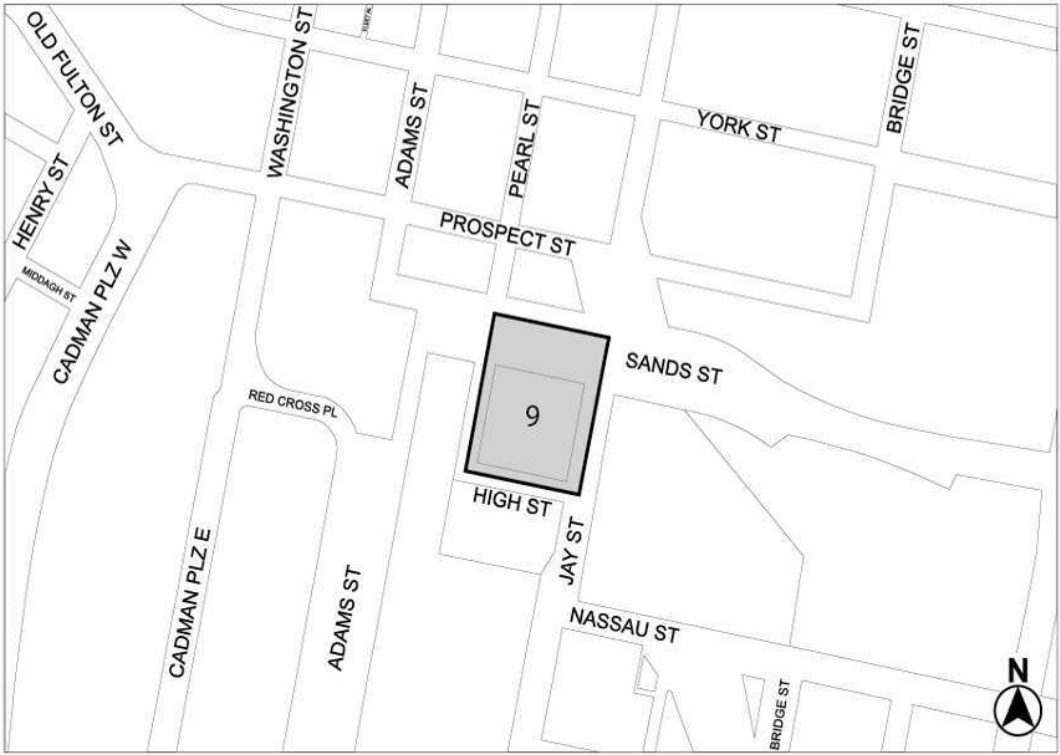 OLD FULTON ST
WASHINGTON ST
ADAMS ST
PEARL ST
YORK ST
BRIDGE ST
HENRY ST
MIDDAGH ST
CADMAN PLZ W
PROSPECT ST
SANDS ST
RED CROSS PL
9
HIGH ST
JAY ST
CADMAN PLZ E
ADAMS ST
NASSAU ST
BRIDGE ST
N